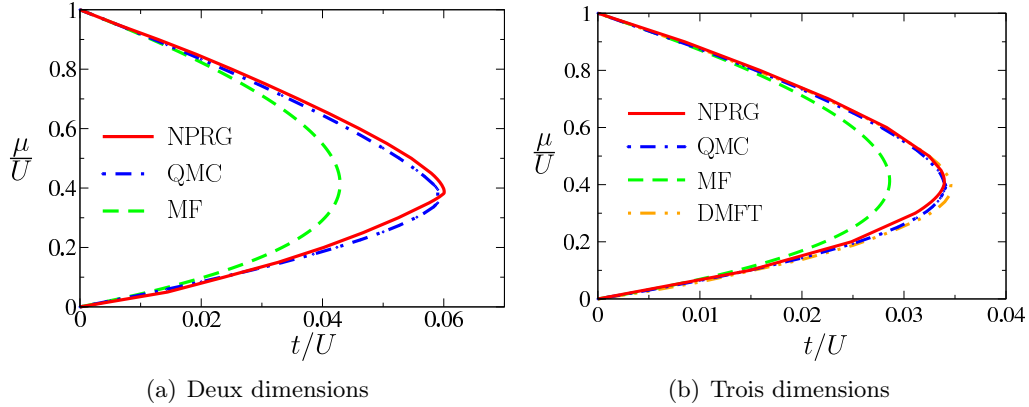 1
0.8
0.6
0.4
0.2
0
μ/U
NPRG
QMC
MF
0 0.02 0.04 0.06
t/U
(a) Deux dimensions
1
0.8
0.6
0.4
0.2
0
μ/U
NPRG
QMC
MF
DMFT
0 0.01 0.02 0.03 0.04
t/U
(b) Trois dimensions